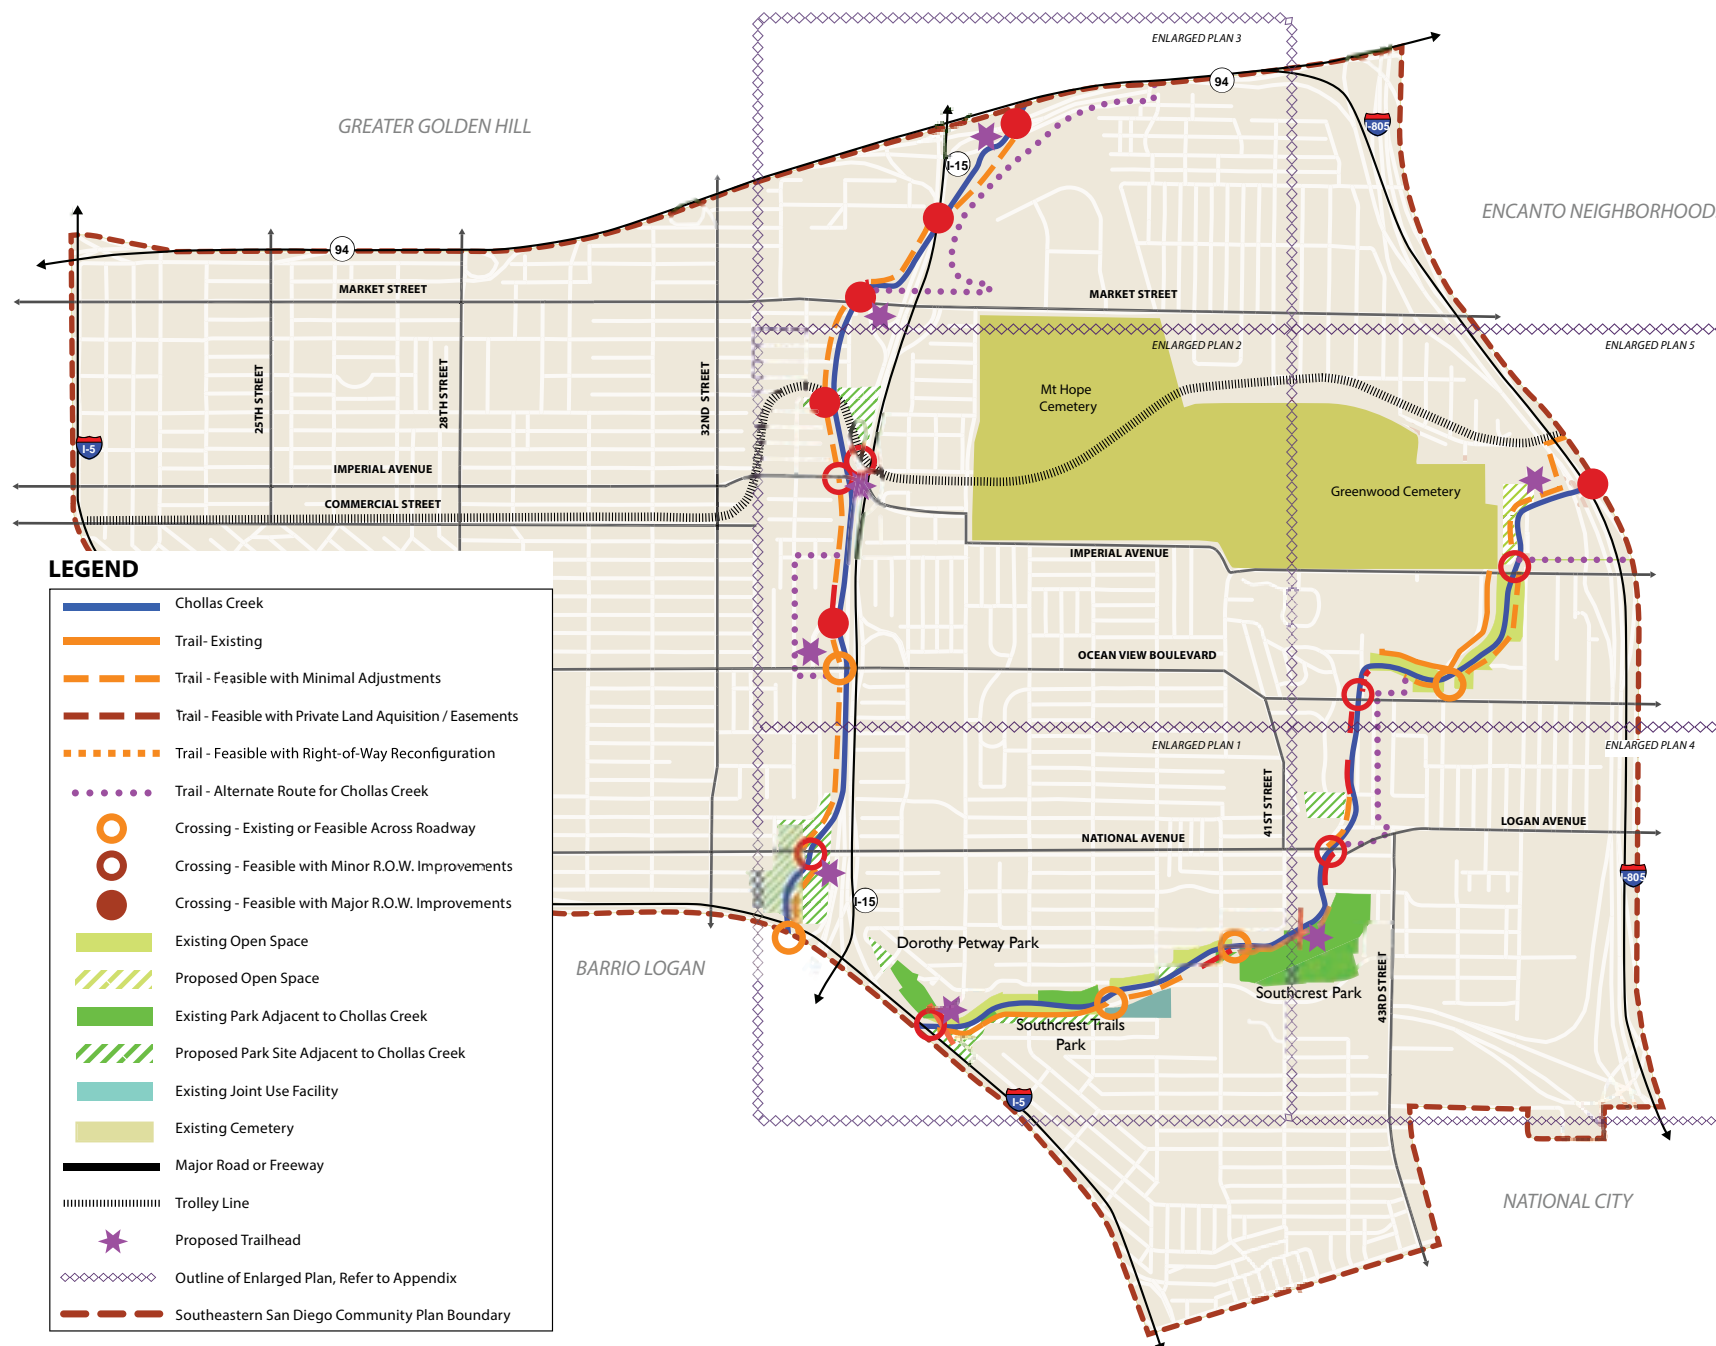 ENLARGED PLAN 3
94
I-805
GREATER GOLDEN HILL
I-15
ENCANTO NEIGHBORHOOD
94
MARKET STREET
MARKET STREET
ENLARGED PLAN 2
ENLARGED PLAN 5
25TH STREET
28TH STREET
32ND STREET
Mt Hope
Cemetery
I-5
IMPERIAL AVENUE
Greenwood Cemetery
COMMERCIAL STREET
IMPERIAL AVENUE
OCEAN VIEW BOULEVARD
ENLARGED PLAN 1
ENLARGED PLAN 4
41ST STREET
LOGAN AVENUE
NATIONAL AVENUE
I-805
I-15
Dorothy Petway Park
BARRIO LOGAN
Southcrest Park
43RD STREET
Southcrest Trails
Park
I-5
NATIONAL CITY
LEGEND
Chollas Creek
Trail- Existing
Trail - Feasible with Minimal Adjustments
Trail - Feasible with Private Land Aquisition / Easements
Trail - Feasible with Right-of-Way Reconfiguration
Trail - Alternate Route for Chollas Creek
Crossing - Existing or Feasible Across Roadway
Crossing - Feasible with Minor R.O.W. Improvements
Crossing - Feasible with Major R.O.W. Improvements
Existing Open Space
Proposed Open Space
Existing Park Adjacent to Chollas Creek
Proposed Park Site Adjacent to Chollas Creek
Existing Joint Use Facility
Existing Cemetery
Major Road or Freeway
Trolley Line
Proposed Trailhead
Outline of Enlarged Plan, Refer to Appendix
Southeastern San Diego Community Plan Boundary